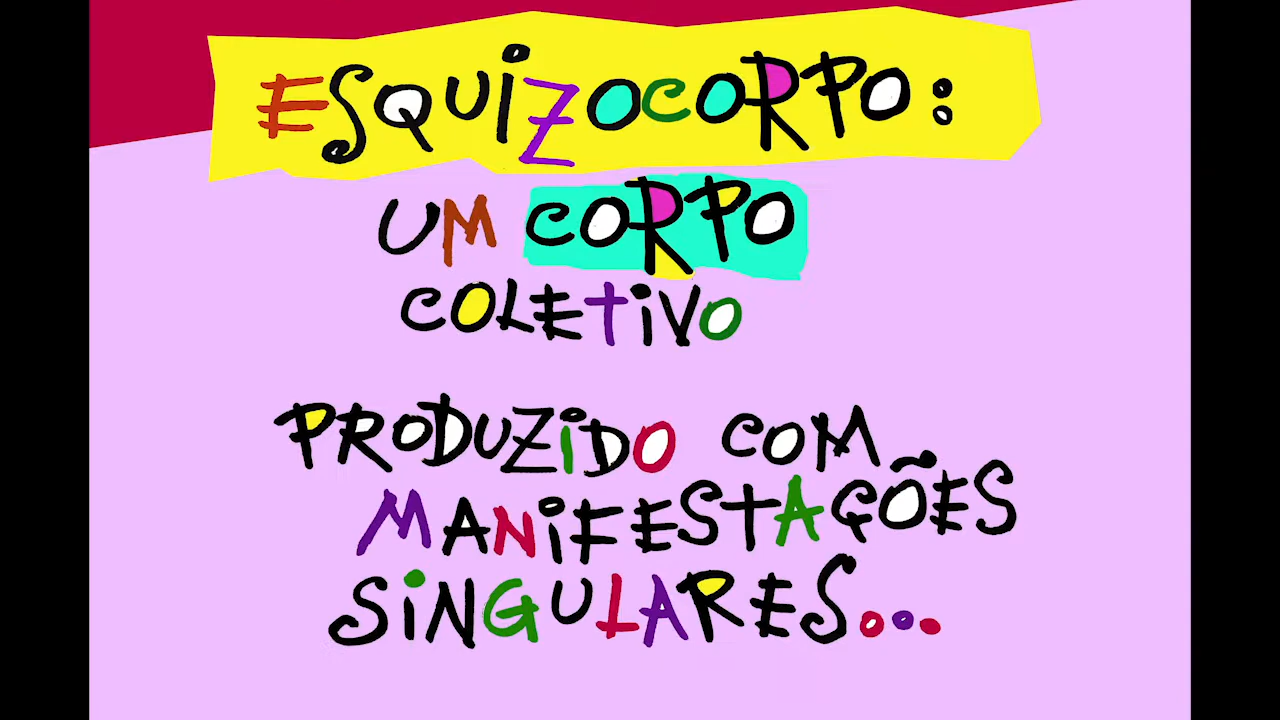 ESQUIZOCORPO:
UM CORPO
COLETIVO
PRODUZIDO COM
MANIFESTAÇÕES
SINGULARES...